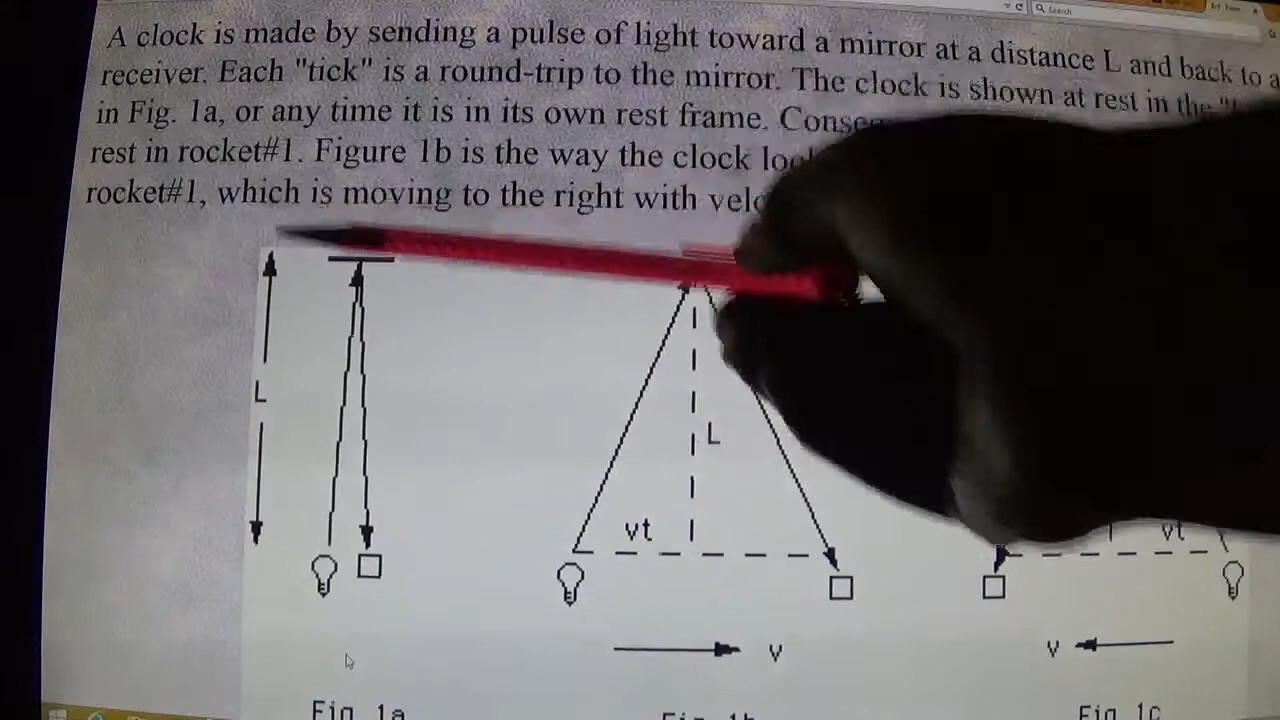 Search
A clock is made by sending a pulse of light toward a mirror at a distance L and back to a
receiver. Each "tick" is a round-trip to the mirror. The clock is shown at rest in the
in Fig. 1a, or any time it is in its own rest frame.
rest in rocket#1. Figure 1b is the way the clock
rocket#1, which is moving to the right with
L
L
vt
vt
v
v
Fig 1a
Fig 1b
Fig 1c